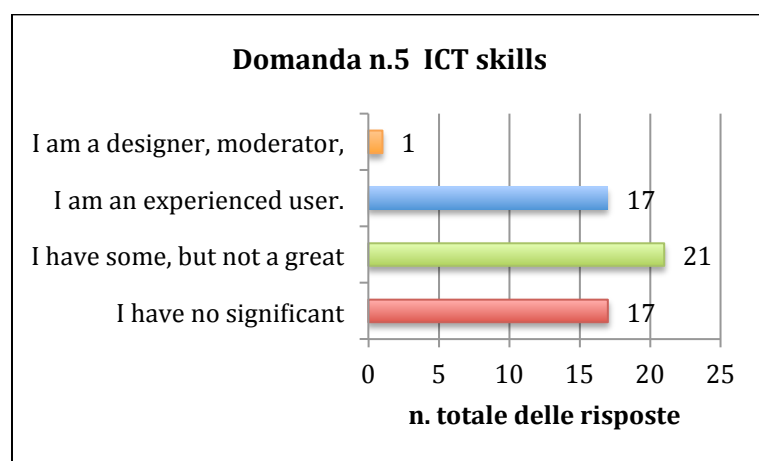 Domanda n.5 ICT skills
I am a designer, moderator, 1
I am an experienced user. 17
I have some, but not a great 21
I have no significant 17
0 5 10 15 20 25
n. totale delle risposte